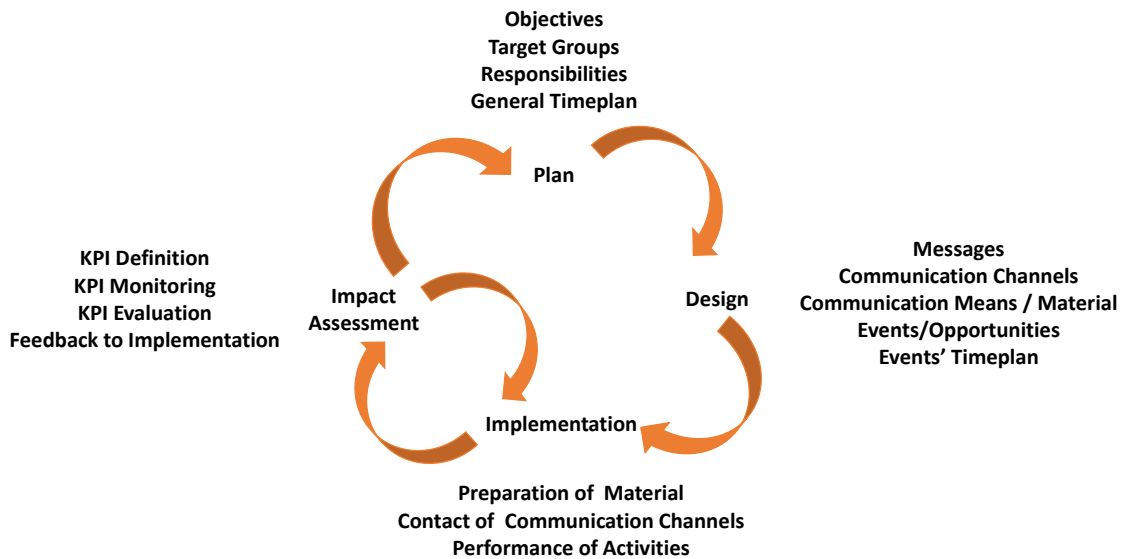 Objectives
Target Groups
Responsibilities
General Timeplan
Plan
KPI Definition
KPI Monitoring
KPI Evaluation
Feedback to Implementation
Impact
Assessment
Design
Messages
Communication Channels
Communication Means / Material
Events/Opportunities
Events’ Timeplan
Implementation
Preparation of Material
Contact of Communication Channels
Performance of Activities